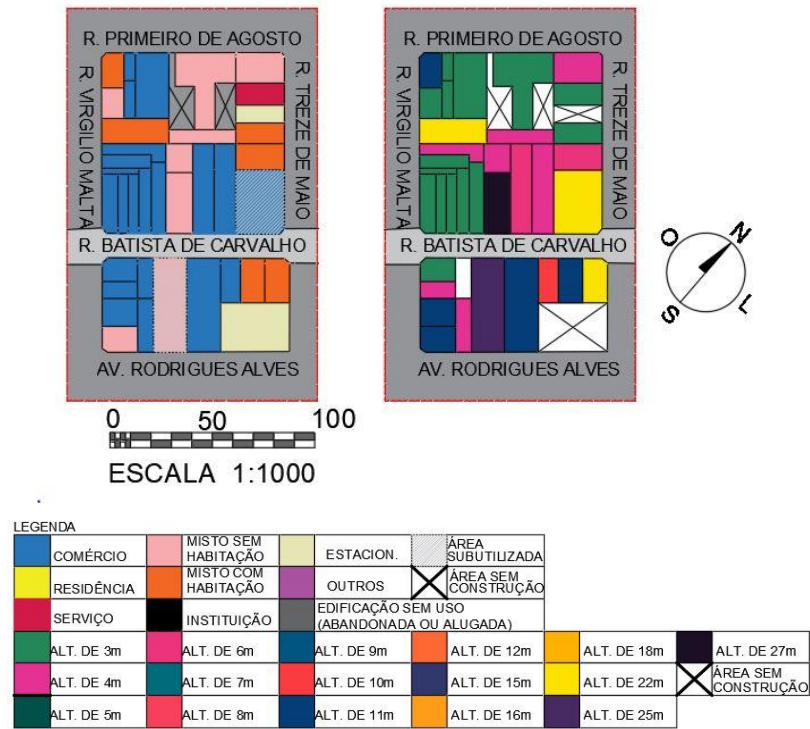 R. PRIMEIRO DE AGOSTO
R. VIRGILIO MALTA
R. TREZE DE MAIO
R. BATISTA DE CARVALHO
AV. RODRIGUES ALVES
R. PRIMEIRO DE AGOSTO
R. VIRGILIO MALTA
R. TREZE DE MAIO
R. BATISTA DE CARVALHO
AV. RODRIGUES ALVES
O N
S L
0 50 100
ESCALA 1:1000
LEGENDA
COMÉRCIO
MISTO SEM
HABITAÇÃO
ESTACION.
ÁREA
SUBUTILIZADA
RESIDÊNCIA
MISTO COM
HABITAÇÃO
OUTROS
ÁREA SEM
CONSTRUÇÃO
SERVIÇO
INSTITUIÇÃO
EDIFICAÇÃO SEM USO
(ABANDONADA OU ALUGADA)
ALT. DE 3m ALT. DE 6m ALT. DE 9m ALT. DE 12m ALT. DE 18m ALT. DE 27m
ALT. DE 4m ALT. DE 7m ALT. DE 10m ALT. DE 15m ALT. DE 22m
ÁREA SEM
CONSTRUÇÃO
ALT. DE 5m ALT. DE 8m ALT. DE 11m ALT. DE 16m ALT. DE 25m